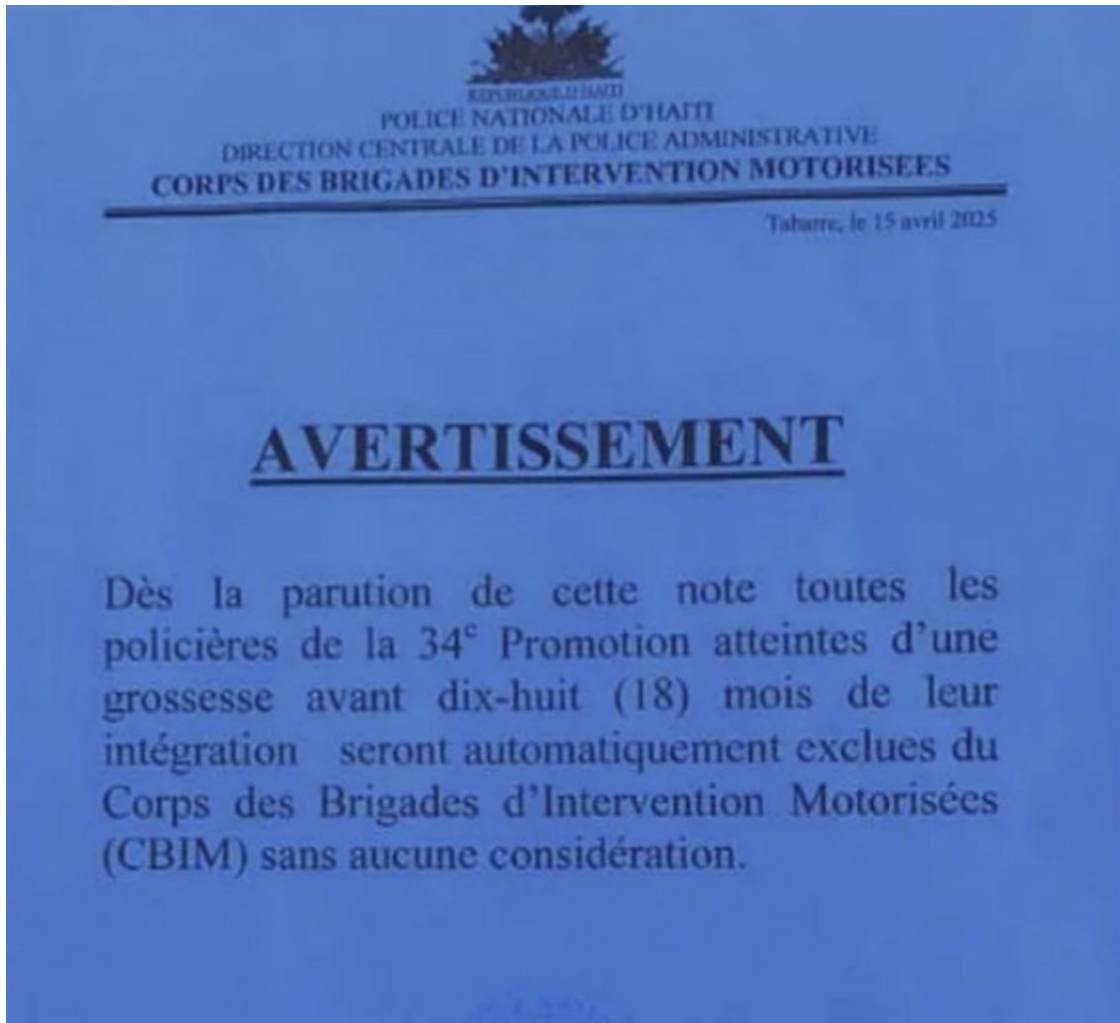 REPUBLIQUE D'HAITI
POLICE NATIONALE D'HAITI
DIRECTION CENTRALE DE LA POLICE ADMINISTRATIVE
CORPS DES BRIGADES D'INTERVENTION MOTORISEES
Tabarre, le 15 avril 2025
AVERTISSEMENT
Dès la parution de cette note toutes les
policières de la 34e Promotion atteintes d'une
grossesse avant dix-huit (18) mois de leur
intégration seront automatiquement exclues du
Corps des Brigades d'Intervention Motorisées
(CBIM) sans aucune considération.